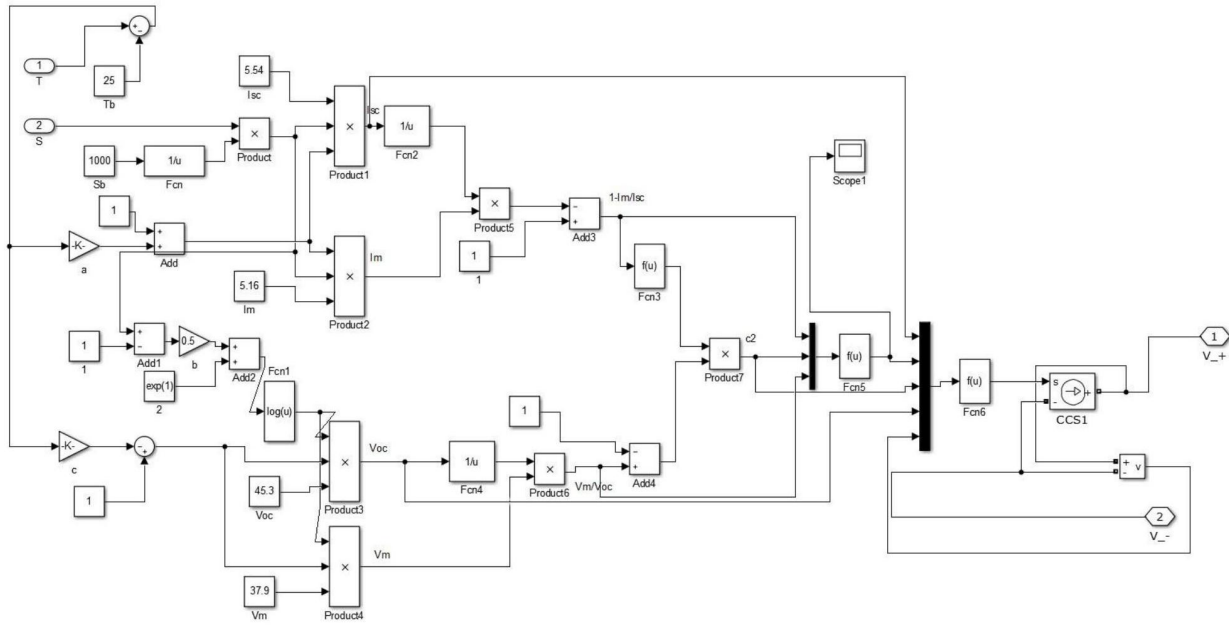 1
T
25
Tb
2
S
1000
Sb
1/u
Fcn
×
Product
5.54
Isc
×
Product1
Isc
1/u
Fcn2
×
Product5
1-Im/Isc
Add3
1
1
Scope1
1
-K-
a
Add
5.16
Im
×
Product2
Im
f(u)
Fcn3
1
Add1
1
0.5
b
Add2
exp(1)
2
Fcn1
log(u)
×
Product7
c2
f(u)
Fcn5
f(u)
Fcn6
s
CCS1
1
V_+
-K-
c
1
45.3
Voc
×
Product3
Voc
1/u
Fcn4
×
Product6
Vm/Voc
1
Add4
+
-
v
2
V_-
37.9
Vm
×
Product4
Vm